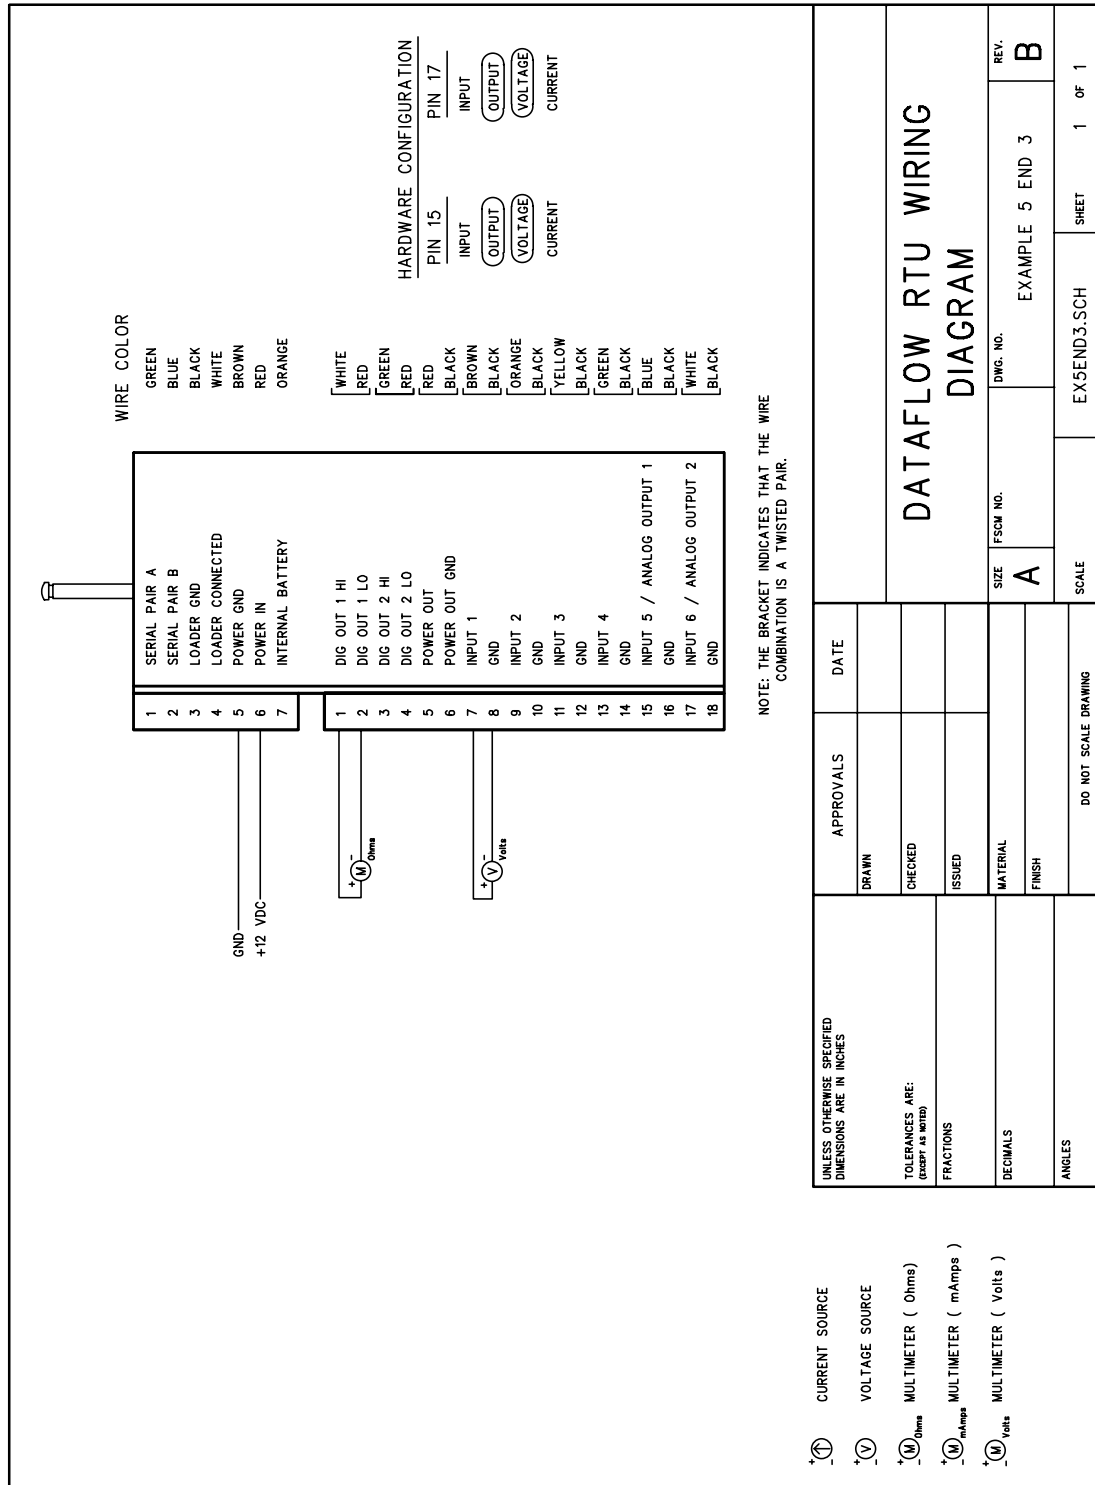 WIRE COLOR
1 SERIAL PAIR A GREEN
2 SERIAL PAIR B BLUE
3 LOADER GND BLACK
4 LOADER CONNECTED WHITE
GND 5 POWER GND BROWN
+12 VDC 6 POWER IN RED
7 INTERNAL BATTERY ORANGE
1 DIG OUT 1 HI WHITE
2 DIG OUT 1 LO RED
3 DIG OUT 2 HI GREEN
4 DIG OUT 2 LO RED
5 POWER OUT RED
6 POWER OUT GND BLACK
7 INPUT 1 BROWN
8 GND BLACK
9 INPUT 2 ORANGE
10 GND BLACK
11 INPUT 3 YELLOW
12 GND BLACK
13 INPUT 4 GREEN
14 GND BLACK
15 INPUT 5 / ANALOG OUTPUT 1 BLUE
16 GND BLACK
17 INPUT 6 / ANALOG OUTPUT 2 WHITE
18 GND BLACK
+ -
M
Ohms
+ -
V
Volts
HARDWARE CONFIGURATION
PIN 15 PIN 17
INPUT INPUT
OUTPUT OUTPUT
VOLTAGE VOLTAGE
CURRENT CURRENT
NOTE: THE BRACKET INDICATES THAT THE WIRE
COMBINATION IS A TWISTED PAIR.
+ - CURRENT SOURCE
+ - V VOLTAGE SOURCE
+ - M Ohms MULTIMETER ( Ohms)
+ - M mAmps MULTIMETER ( mAmps )
+ - M Volts MULTIMETER ( Volts )
UNLESS OTHERWISE SPECIFIED
DIMENSIONS ARE IN INCHES
TOLERANCES ARE:
(EXCEPT AS NOTED)
FRACTIONS
DECIMALS
ANGLES
APPROVALS DATE
DRAWN
CHECKED
ISSUED
MATERIAL
FINISH
DO NOT SCALE DRAWING
DATAFLOW RTU WIRING
DIAGRAM
SIZE FSCM NO. DWG. NO. REV.
A EXAMPLE 5 END 3 B
SCALE EX5END3.SCH SHEET 1 OF 1